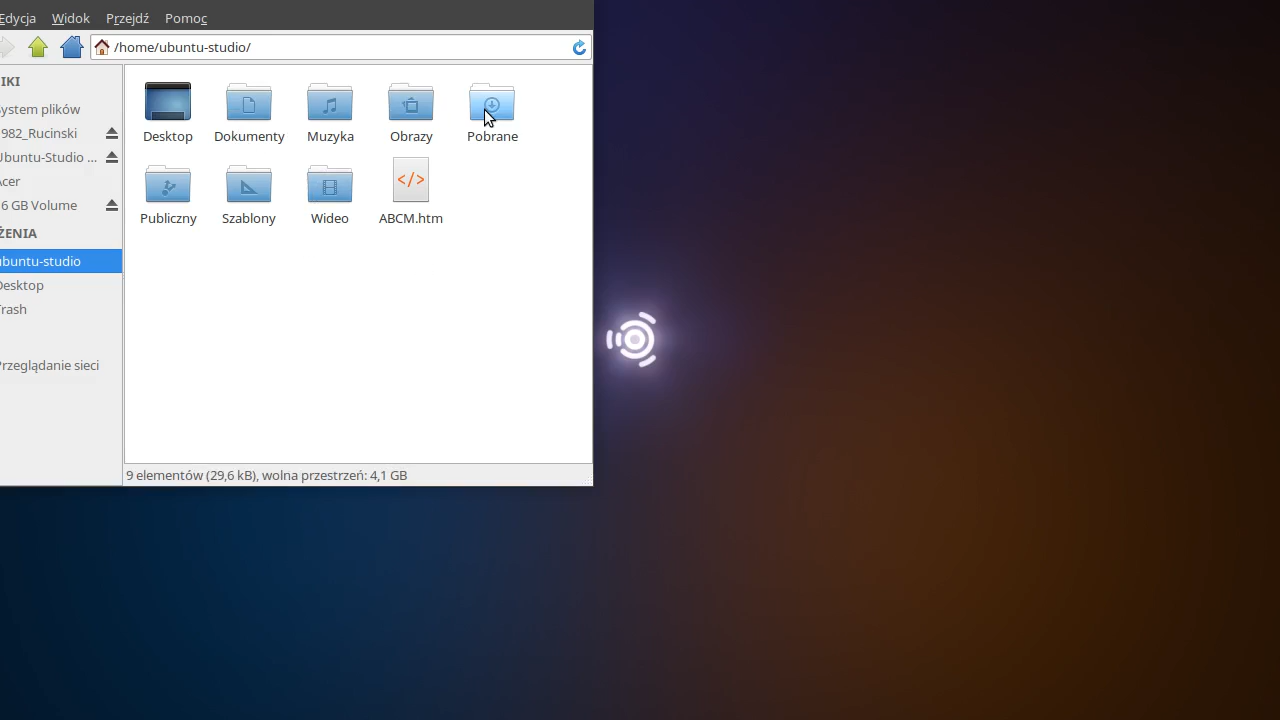 Edycja Widok Przejdź Pomoc
/home/ubuntu-studio/
IKI
ystem plików
982_Rucinski
Ubuntu-Studio ...
Acer
6 GB Volume
ŻENIA
ubuntu-studio
Desktop
Trash
Przeglądanie sieci
Desktop Dokumenty Muzyka Obrazy Pobrane
Publiczny Szablony Wideo ABCM.htm
9 elementów (29,6 kB), wolna przestrzeń: 4,1 GB